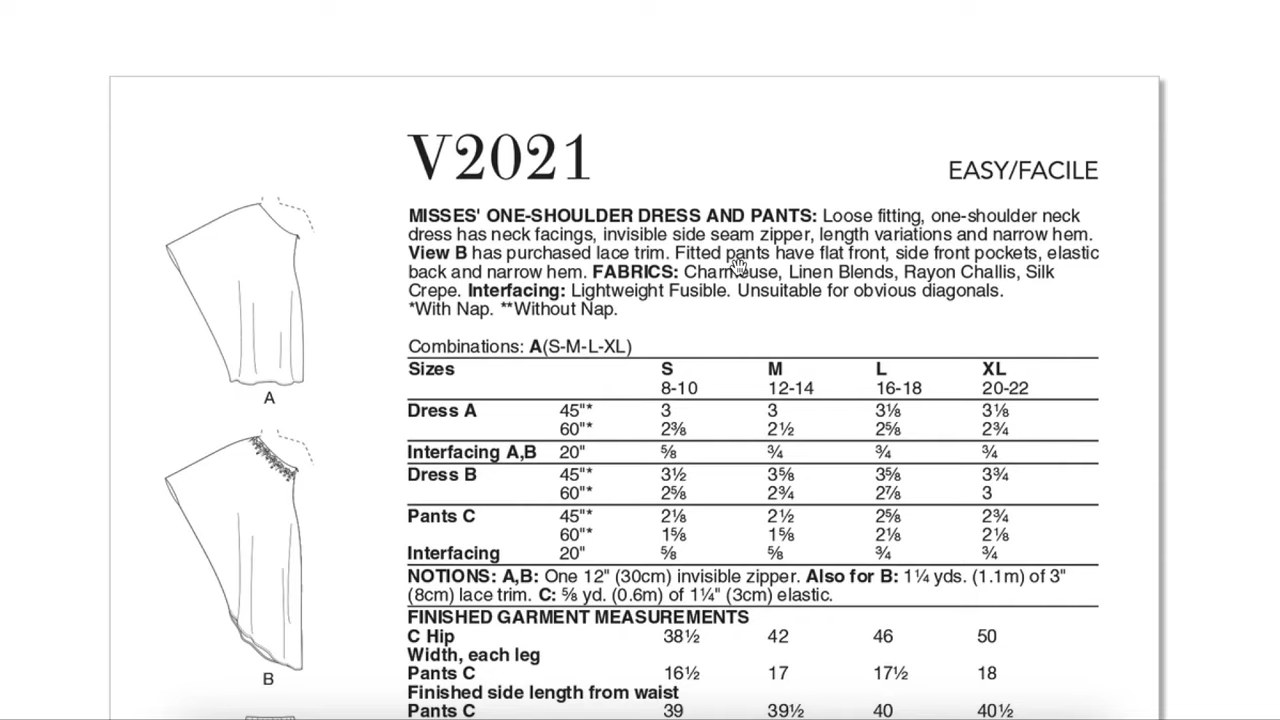 V2021
EASY/FACILE
MISSES' ONE-SHOULDER DRESS AND PANTS: Loose fitting, one-shoulder neck
dress has neck facings, invisible side seam zipper, length variations and narrow hem.
View B has purchased lace trim. Fitted pants have flat front, side front pockets, elastic
back and narrow hem. FABRICS: Charmeuse, Linen Blends, Rayon Challis, Silk
Crepe. Interfacing: Lightweight Fusible. Unsuitable for obvious diagonals.
*With Nap. **Without Nap.
Combinations: A(S-M-L-XL)
Sizes S M L XL
8-10 12-14 16-18 20-22
A
Dress A 45"* 3 3 3⅛ 3⅛
60"* 2⅜ 2½ 2⅝ 2¾
Interfacing A,B 20" ⅝ ¾ ¾ ¾
Dress B 45"* 3½ 3⅝ 3⅝ 3¾
60"* 2⅝ 2¾ 2⅞ 3
Pants C 45"* 2⅛ 2½ 2⅝ 2¾
60"* 1⅝ 1⅝ 2⅛ 2⅛
Interfacing 20" ⅝ ⅝ ¾ ¾
NOTIONS: A,B: One 12" (30cm) invisible zipper. Also for B: 1¼ yds. (1.1m) of 3"
(8cm) lace trim. C: ⅝ yd. (0.6m) of 1¼" (3cm) elastic.
FINISHED GARMENT MEASUREMENTS
C Hip 38½ 42 46 50
Width, each leg
Pants C 16½ 17 17½ 18
B
Finished side length from waist
Pants C 39 39½ 40 40½